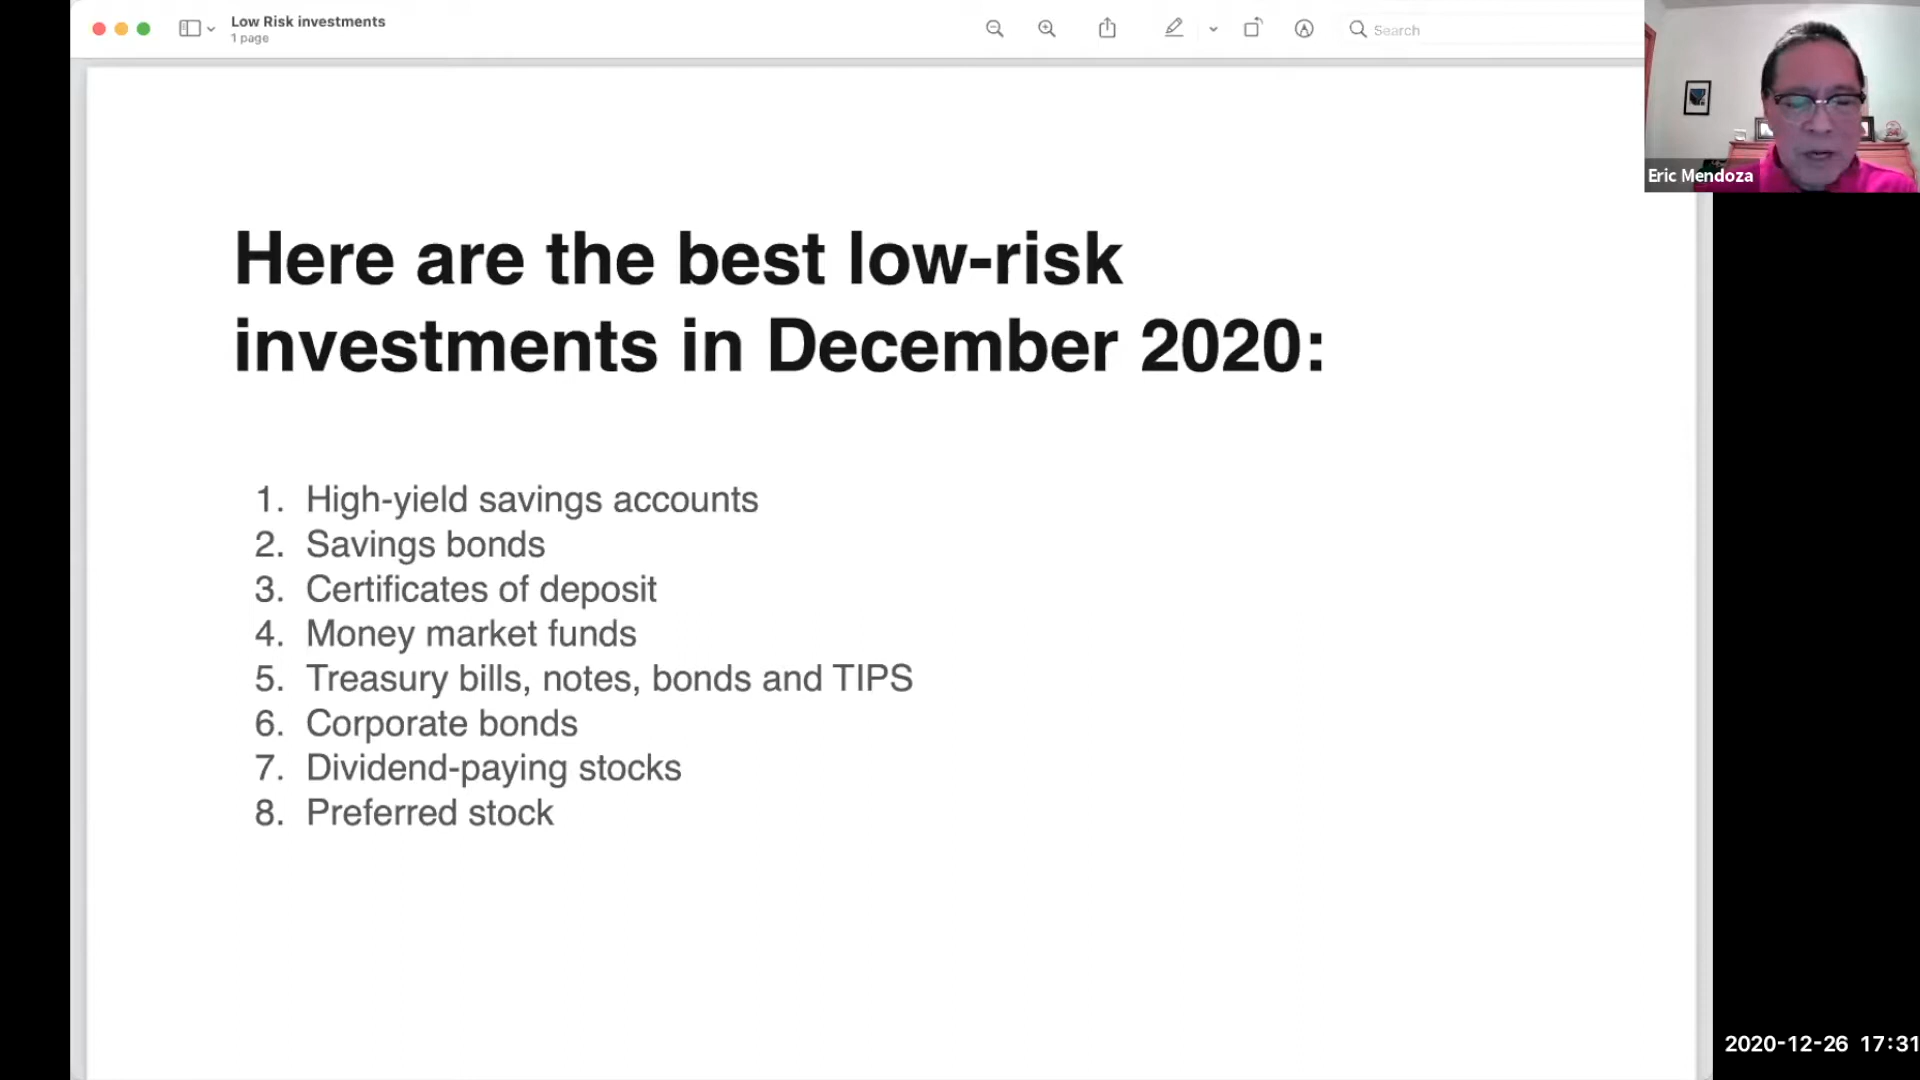 Low Risk investments
1 page
Search
Eric Mendoza
Here are the best low-risk
investments in December 2020:
1. High-yield savings accounts
2. Savings bonds
3. Certificates of deposit
4. Money market funds
5. Treasury bills, notes, bonds and TIPS
6. Corporate bonds
7. Dividend-paying stocks
8. Preferred stock
2020-12-26 17:31